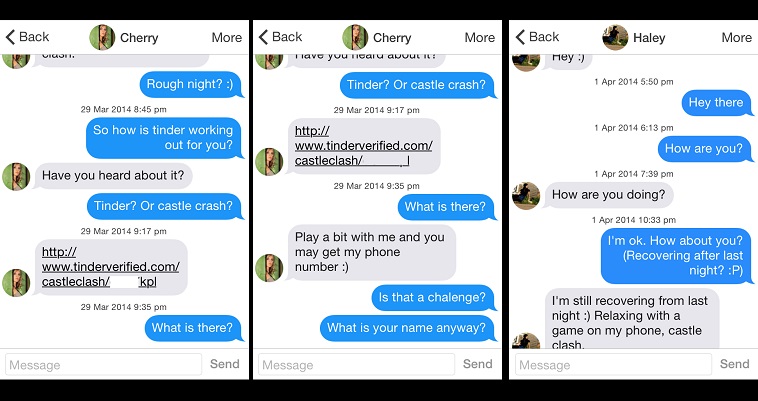 Back
Cherry
More
clash.
Rough night? :)
29 Mar 2014 8:45 pm
So how is tinder working
out for you?
Have you heard about it?
Tinder? Or castle crash?
29 Mar 2014 9:17 pm
http://
www.tinderverified.com/
castleclash/ kpl
29 Mar 2014 9:35 pm
What is there?
Message
Send
Back
Cherry
More
Have you heard about it?
Tinder? Or castle crash?
29 Mar 2014 9:17 pm
http://
www.tinderverified.com/
castleclash/
29 Mar 2014 9:35 pm
What is there?
Play a bit with me and you
may get my phone
number :)
Is that a chalenge?
What is your name anyway?
Message
Send
Back
Haley
More
Hey :)
1 Apr 2014 5:50 pm
Hey there
1 Apr 2014 6:13 pm
How are you?
1 Apr 2014 7:39 pm
How are you doing?
1 Apr 2014 10:33 pm
I'm ok. How about you?
(Recovering after last
night? :P)
I'm still recovering from last
night :) Relaxing with a
game on my phone, castle
clash.
Message
Send